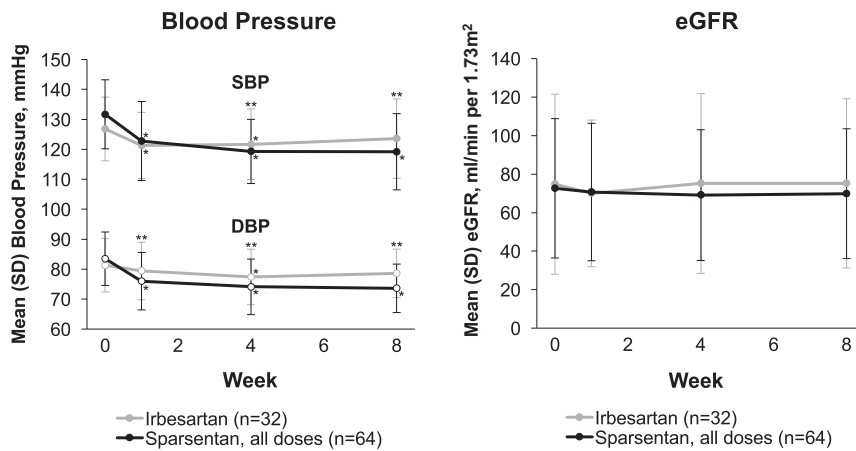 Blood Pressure
Mean (SD) Blood Pressure, mmHg
150
140
130
120
110
100
90
80
70
60
SBP
**
**
*
*
*
*
*
DBP
**
**
**
*
*
*
*
0 2 4 6 8
Week
Irbesartan (n=32)
Sparsentan, all doses (n=64)
eGFR
Mean (SD) eGFR, ml/min per 1.73m²
140
120
100
80
60
40
20
0
0 2 4 6 8
Week
Irbesartan (n=32)
Sparsentan, all doses (n=64)